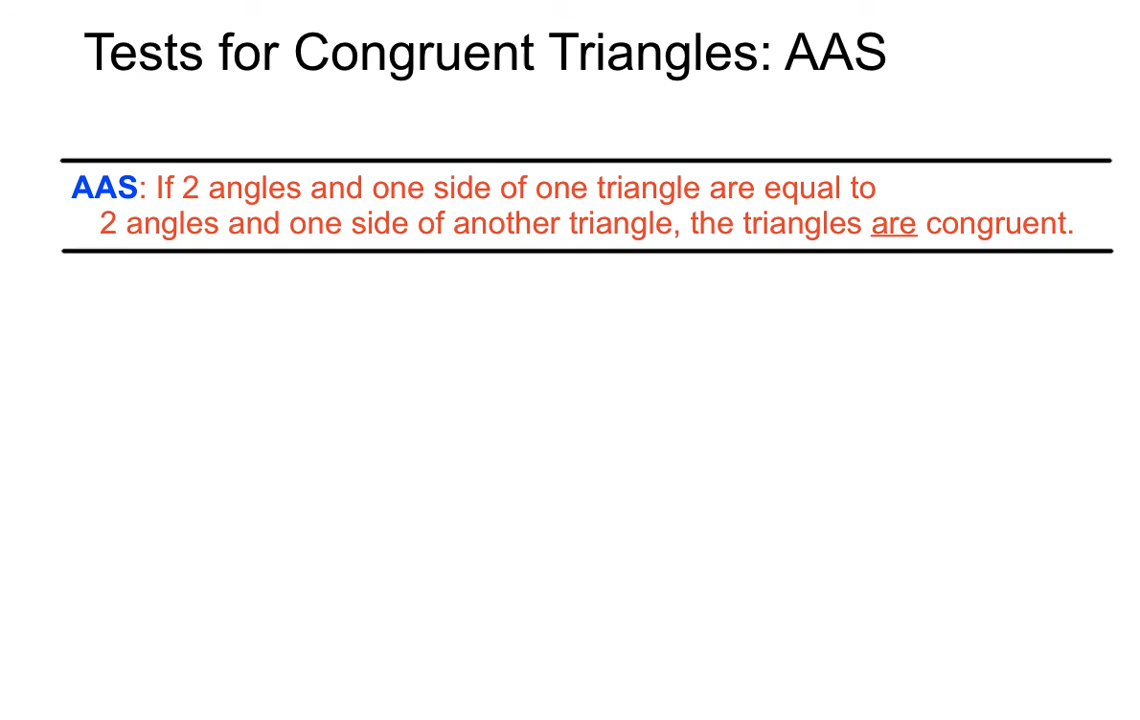 Tests for Congruent Triangles: AAS
AAS: If 2 angles and one side of one triangle are equal to
2 angles and one side of another triangle, the triangles are congruent.